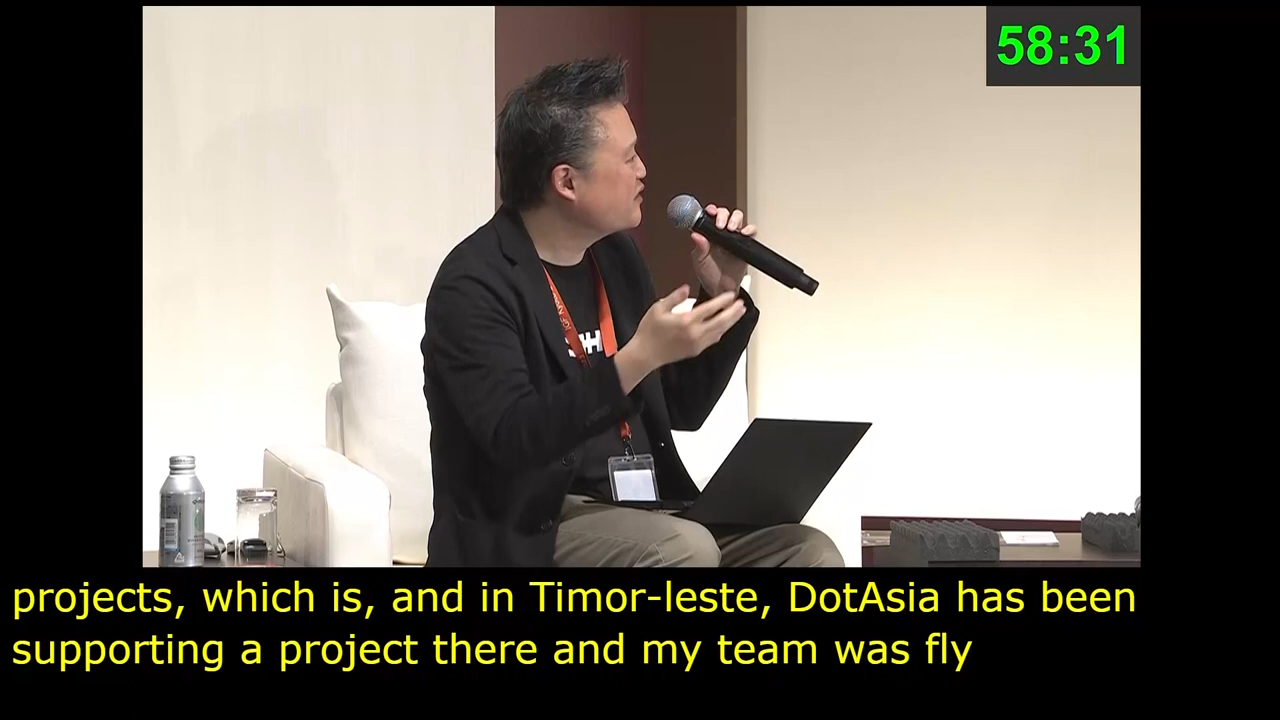 58:31
projects, which is, and in Timor-leste, DotAsia has been
supporting a project there and my team was fly